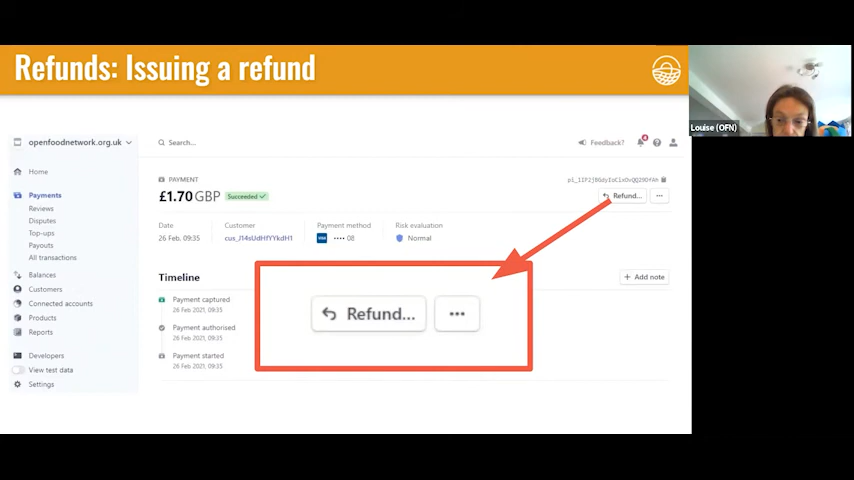 Refunds: Issuing a refund
Louise (OFN)
openfoodnetwork.org.uk
Search...
Feedback?
4
Home
Payments
Reviews
Disputes
Top-ups
Payouts
All transactions
Balances
Customers
Connected accounts
Products
Reports
Developers
View test data
Settings
PAYMENT
£1.70 GBP Succeeded
Refund...
Date
26 Feb, 09:35
Customer
Payment method
VISA •••• 08
Risk evaluation
Normal
Timeline
Add note
Payment captured
26 Feb 2021, 09:35
Payment authorised
26 Feb 2021, 09:35
Payment started
26 Feb 2021, 09:35
Refund...